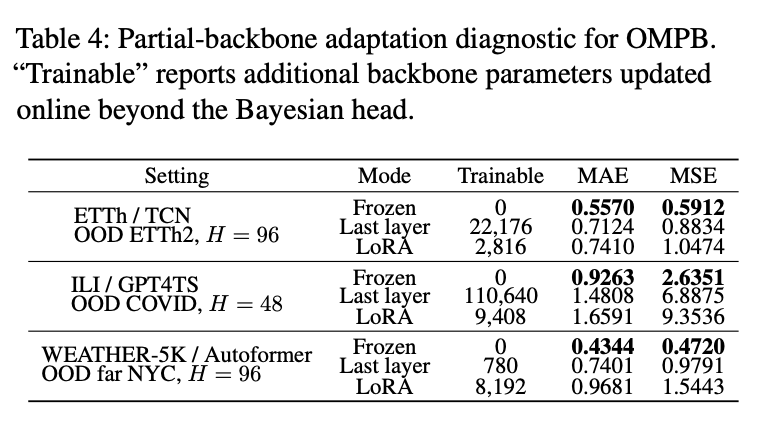 Table 4: Partial-backbone adaptation diagnostic for OMPB.
“Trainable” reports additional backbone parameters updated
online beyond the Bayesian head.
Setting Mode Trainable MAE MSE
ETTh / TCN
OOD ETTh2, H = 96
Frozen 0 0.5570 0.5912
Last layer 22,176 0.7124 0.8834
LoRA 2,816 0.7410 1.0474
ILI / GPT4TS
OOD COVID, H = 48
Frozen 0 0.9263 2.6351
Last layer 110,640 1.4808 6.8875
LoRA 9,408 1.6591 9.3536
WEATHER-5K / Autoformer
OOD far NYC, H = 96
Frozen 0 0.4344 0.4720
Last layer 780 0.7401 0.9791
LoRA 8,192 0.9681 1.5443